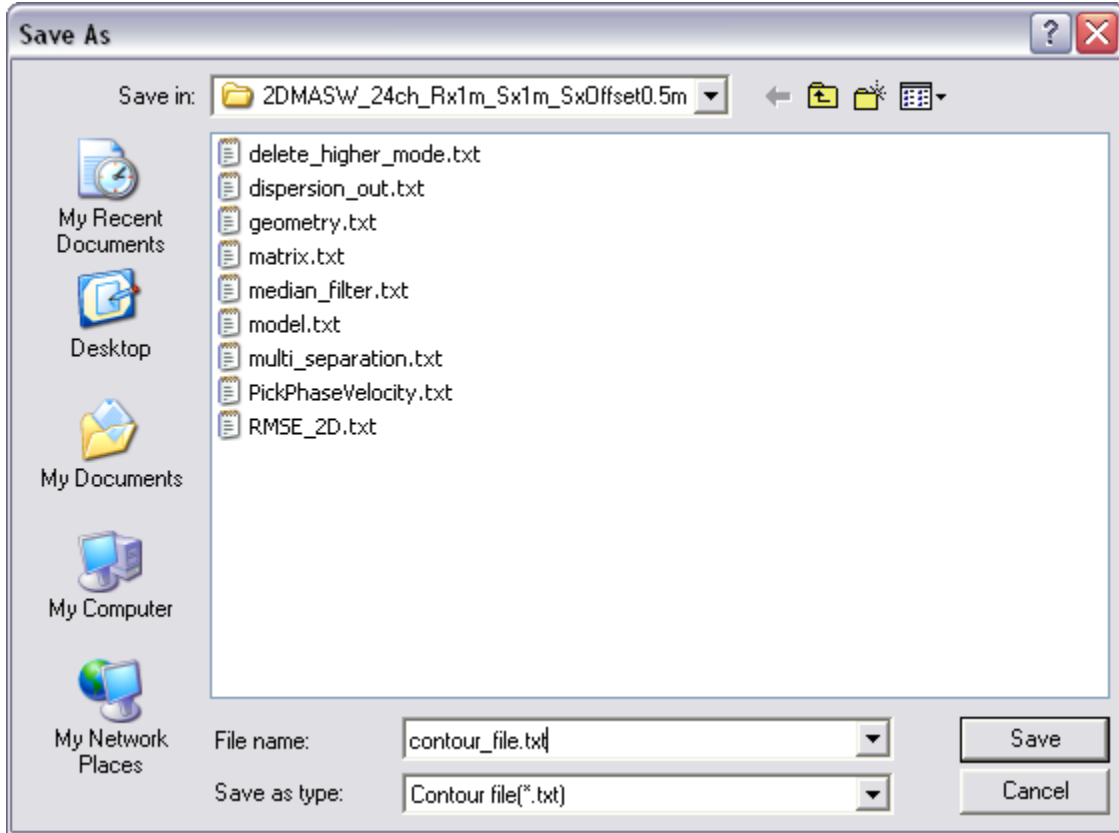 Save As
Save in: 2DMASW_24ch_Rx1m_Sx1m_SxOffset0.5m
My Recent
Documents
Desktop
My Documents
My Computer
My Network
Places
delete_higher_mode.txt
dispersion_out.txt
geometry.txt
matrix.txt
median_filter.txt
model.txt
multi_separation.txt
PickPhaseVelocity.txt
RMSE_2D.txt
File name: contour_file.txt Save
Save as type: Contour file(*.txt) Cancel